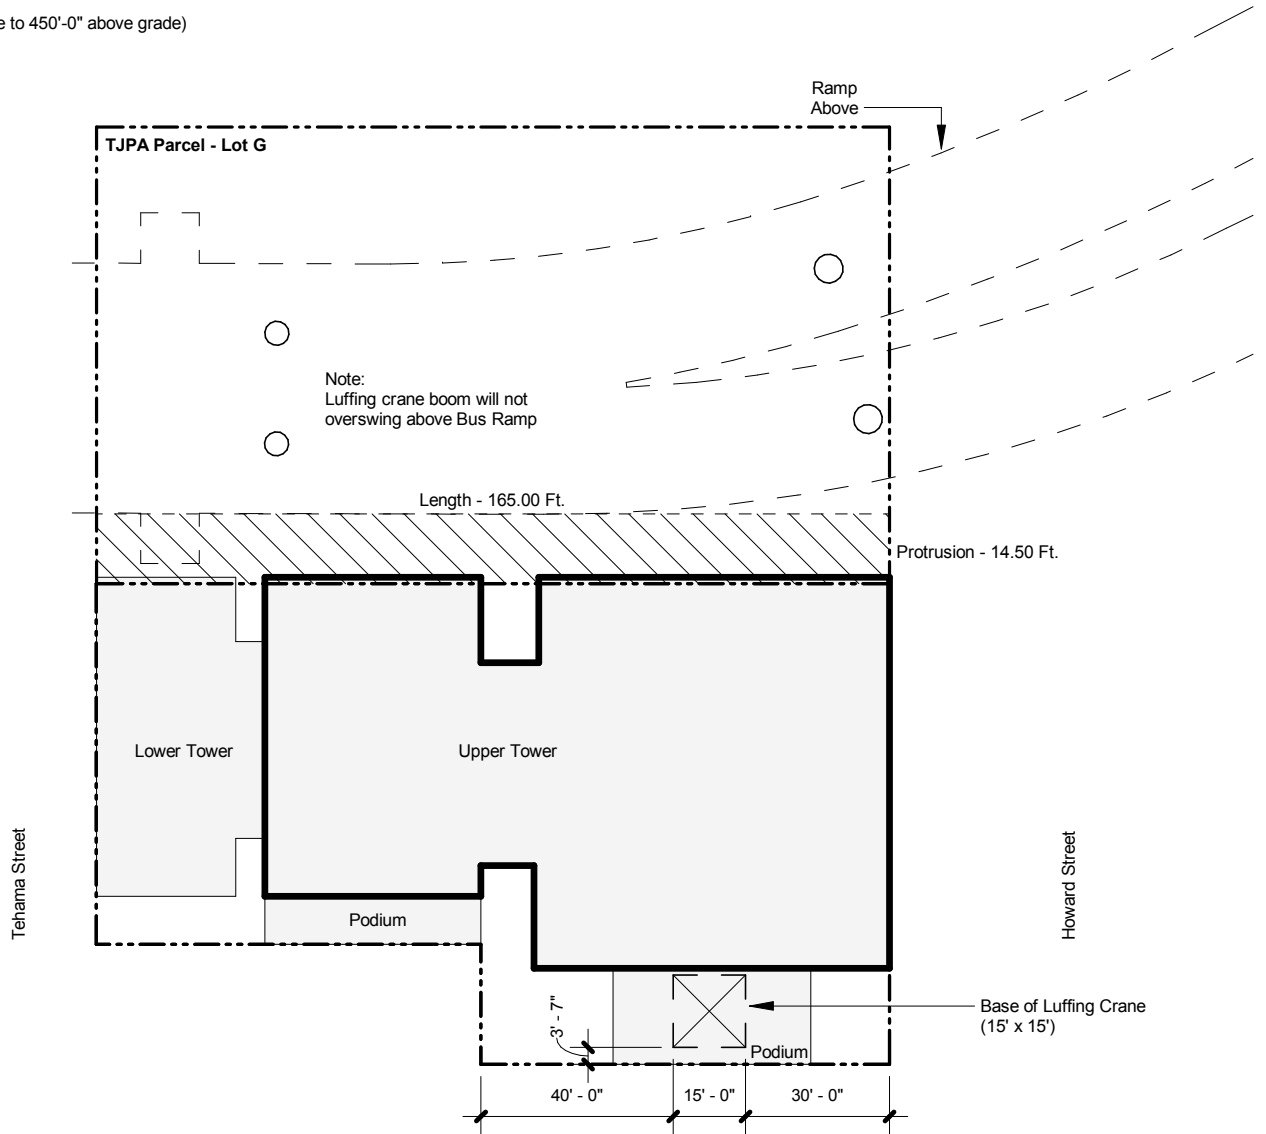 e to 450'-0" above grade)
Ramp
Above
TJPA Parcel - Lot G
Note:
Luffing crane boom will not
overswing above Bus Ramp
Length - 165.00 Ft.
Protrusion - 14.50 Ft.
Lower Tower
Upper Tower
Tehama Street
Howard Street
Podium
3' - 7"
Base of Luffing Crane
(15' x 15')
Podium
40' - 0"
15' - 0"
30' - 0"